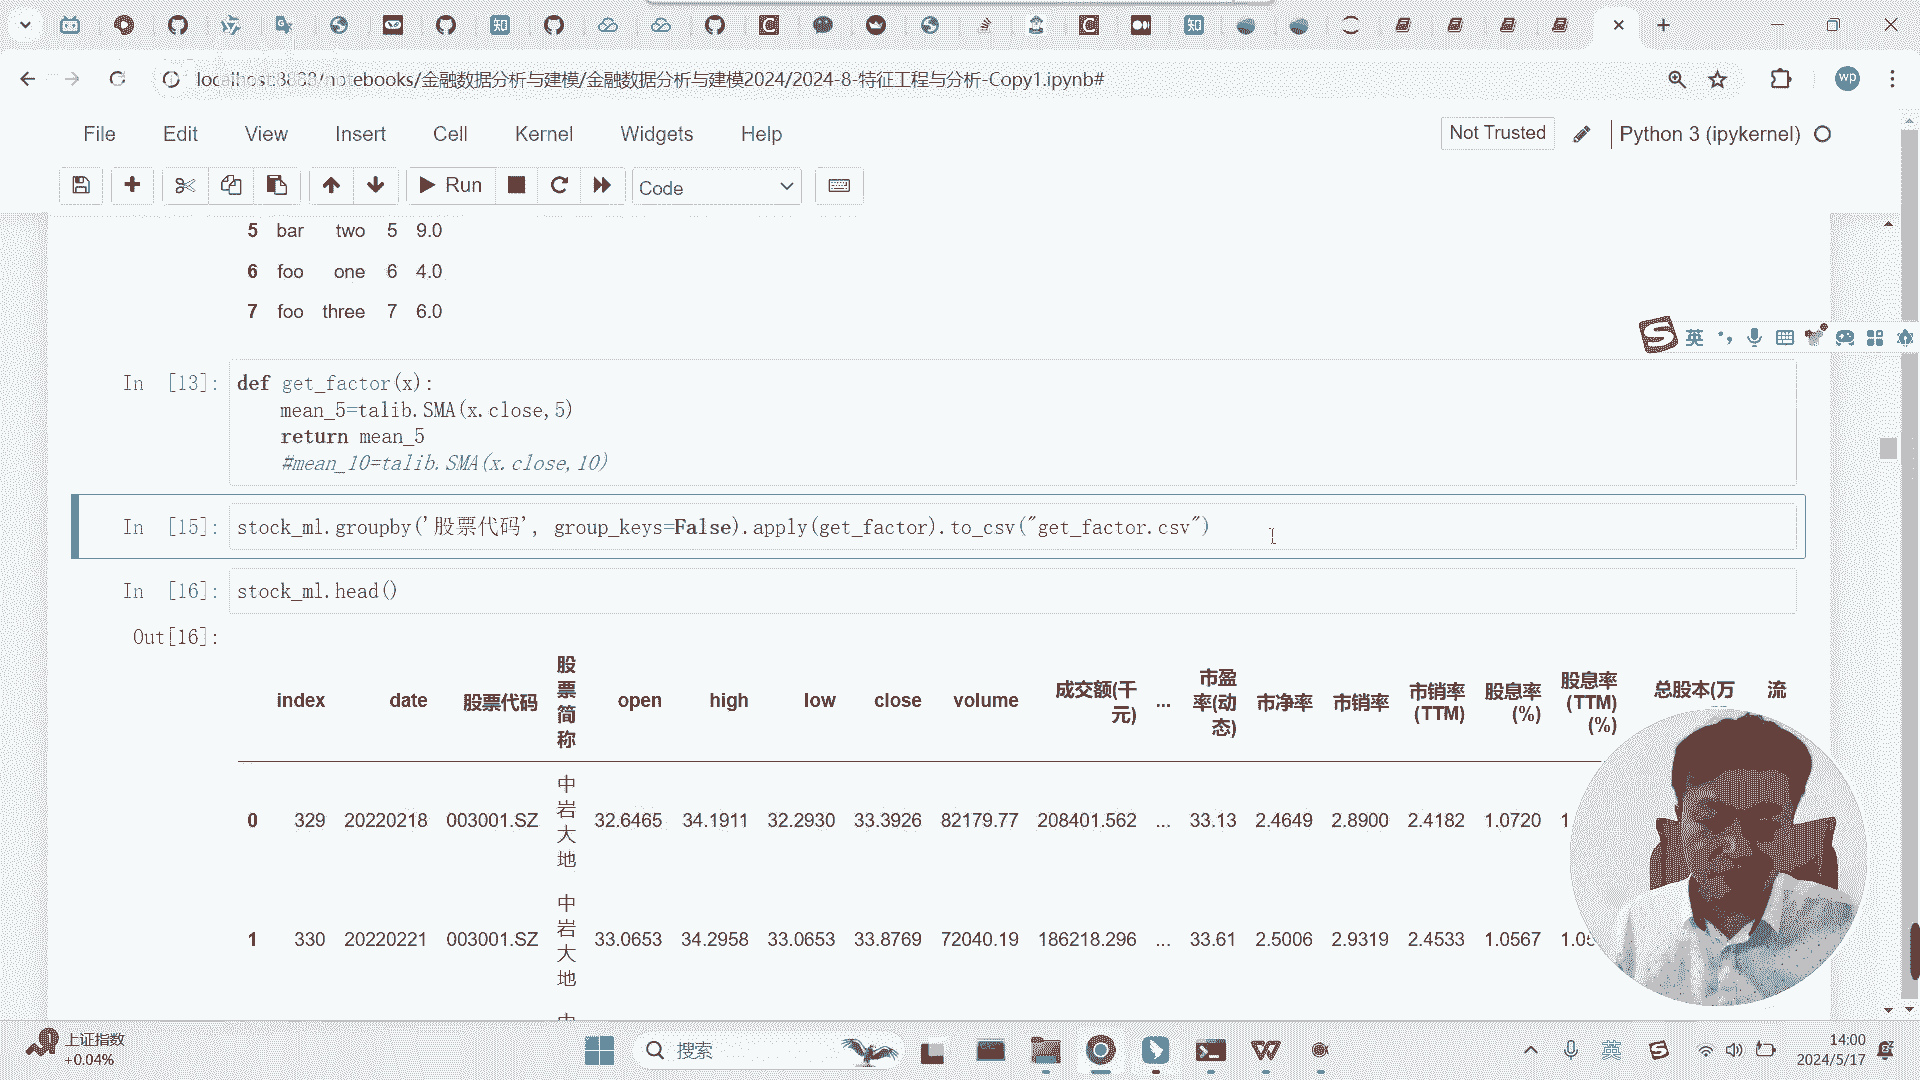 localhost:8888/notebooks/金融数据分析与建模/金融数据分析与建模2024/2024-8-特征工程与分析-Copy1.ipynb#
wp
File Edit View Insert Cell Kernel Widgets Help
Not Trusted
Python 3 (ipykernel)
Run
Code
5 bar two 5 9.0
6 foo one 6 4.0
7 foo three 7 6.0
英
In [13]:
def get_factor(x):
mean_5=talib.SMA(x.close,5)
return mean_5
#mean_10=talib.SMA(x.close,10)
In [15]:
stock_ml.groupby('股票代码', group_keys=False).apply(get_factor).to_csv("get_factor.csv")
In [16]:
stock_ml.head()
Out[16]:
index date 股票代码 股票简称 open high low close volume 成交额(千元) ... 市盈率(动态) 市净率 市销率 市销率(TTM) 股息率(%) 股息率(TTM)(%) 总股本(万 流
0 329 20220218 003001.SZ 中岩大地 32.6465 34.1911 32.2930 33.3926 82179.77 208401.562 ... 33.13 2.4649 2.8900 2.4182 1.0720 1
1 330 20220221 003001.SZ 中岩大地 33.0653 34.2958 33.0653 33.8769 72040.19 186218.296 ... 33.61 2.5006 2.9319 2.4533 1.0567 1.05
上证指数
+0.04%
搜索
英
14:00
2024/5/17